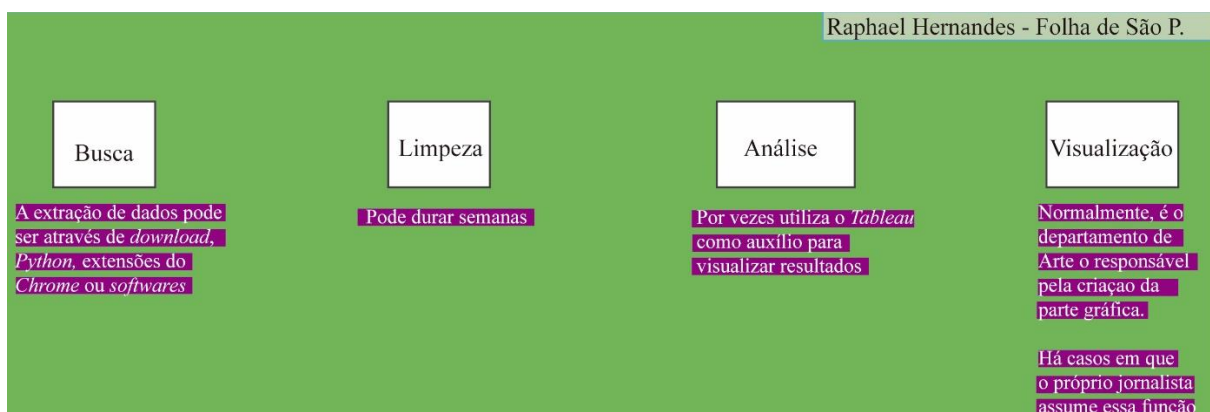 Raphael Hernandes - Folha de São P.
Busca
Limpeza
Análise
Visualização
A extração de dados pode
ser através de download,
Python, extensões do
Chrome ou softwares
Pode durar semanas
Por vezes utiliza o Tableau
como auxílio para
visualizar resultados
Normalmente, é o
departamento de
Arte o responsável
pela criaçao da
parte gráfica.
Há casos em que
o próprio jornalista
assume essa função